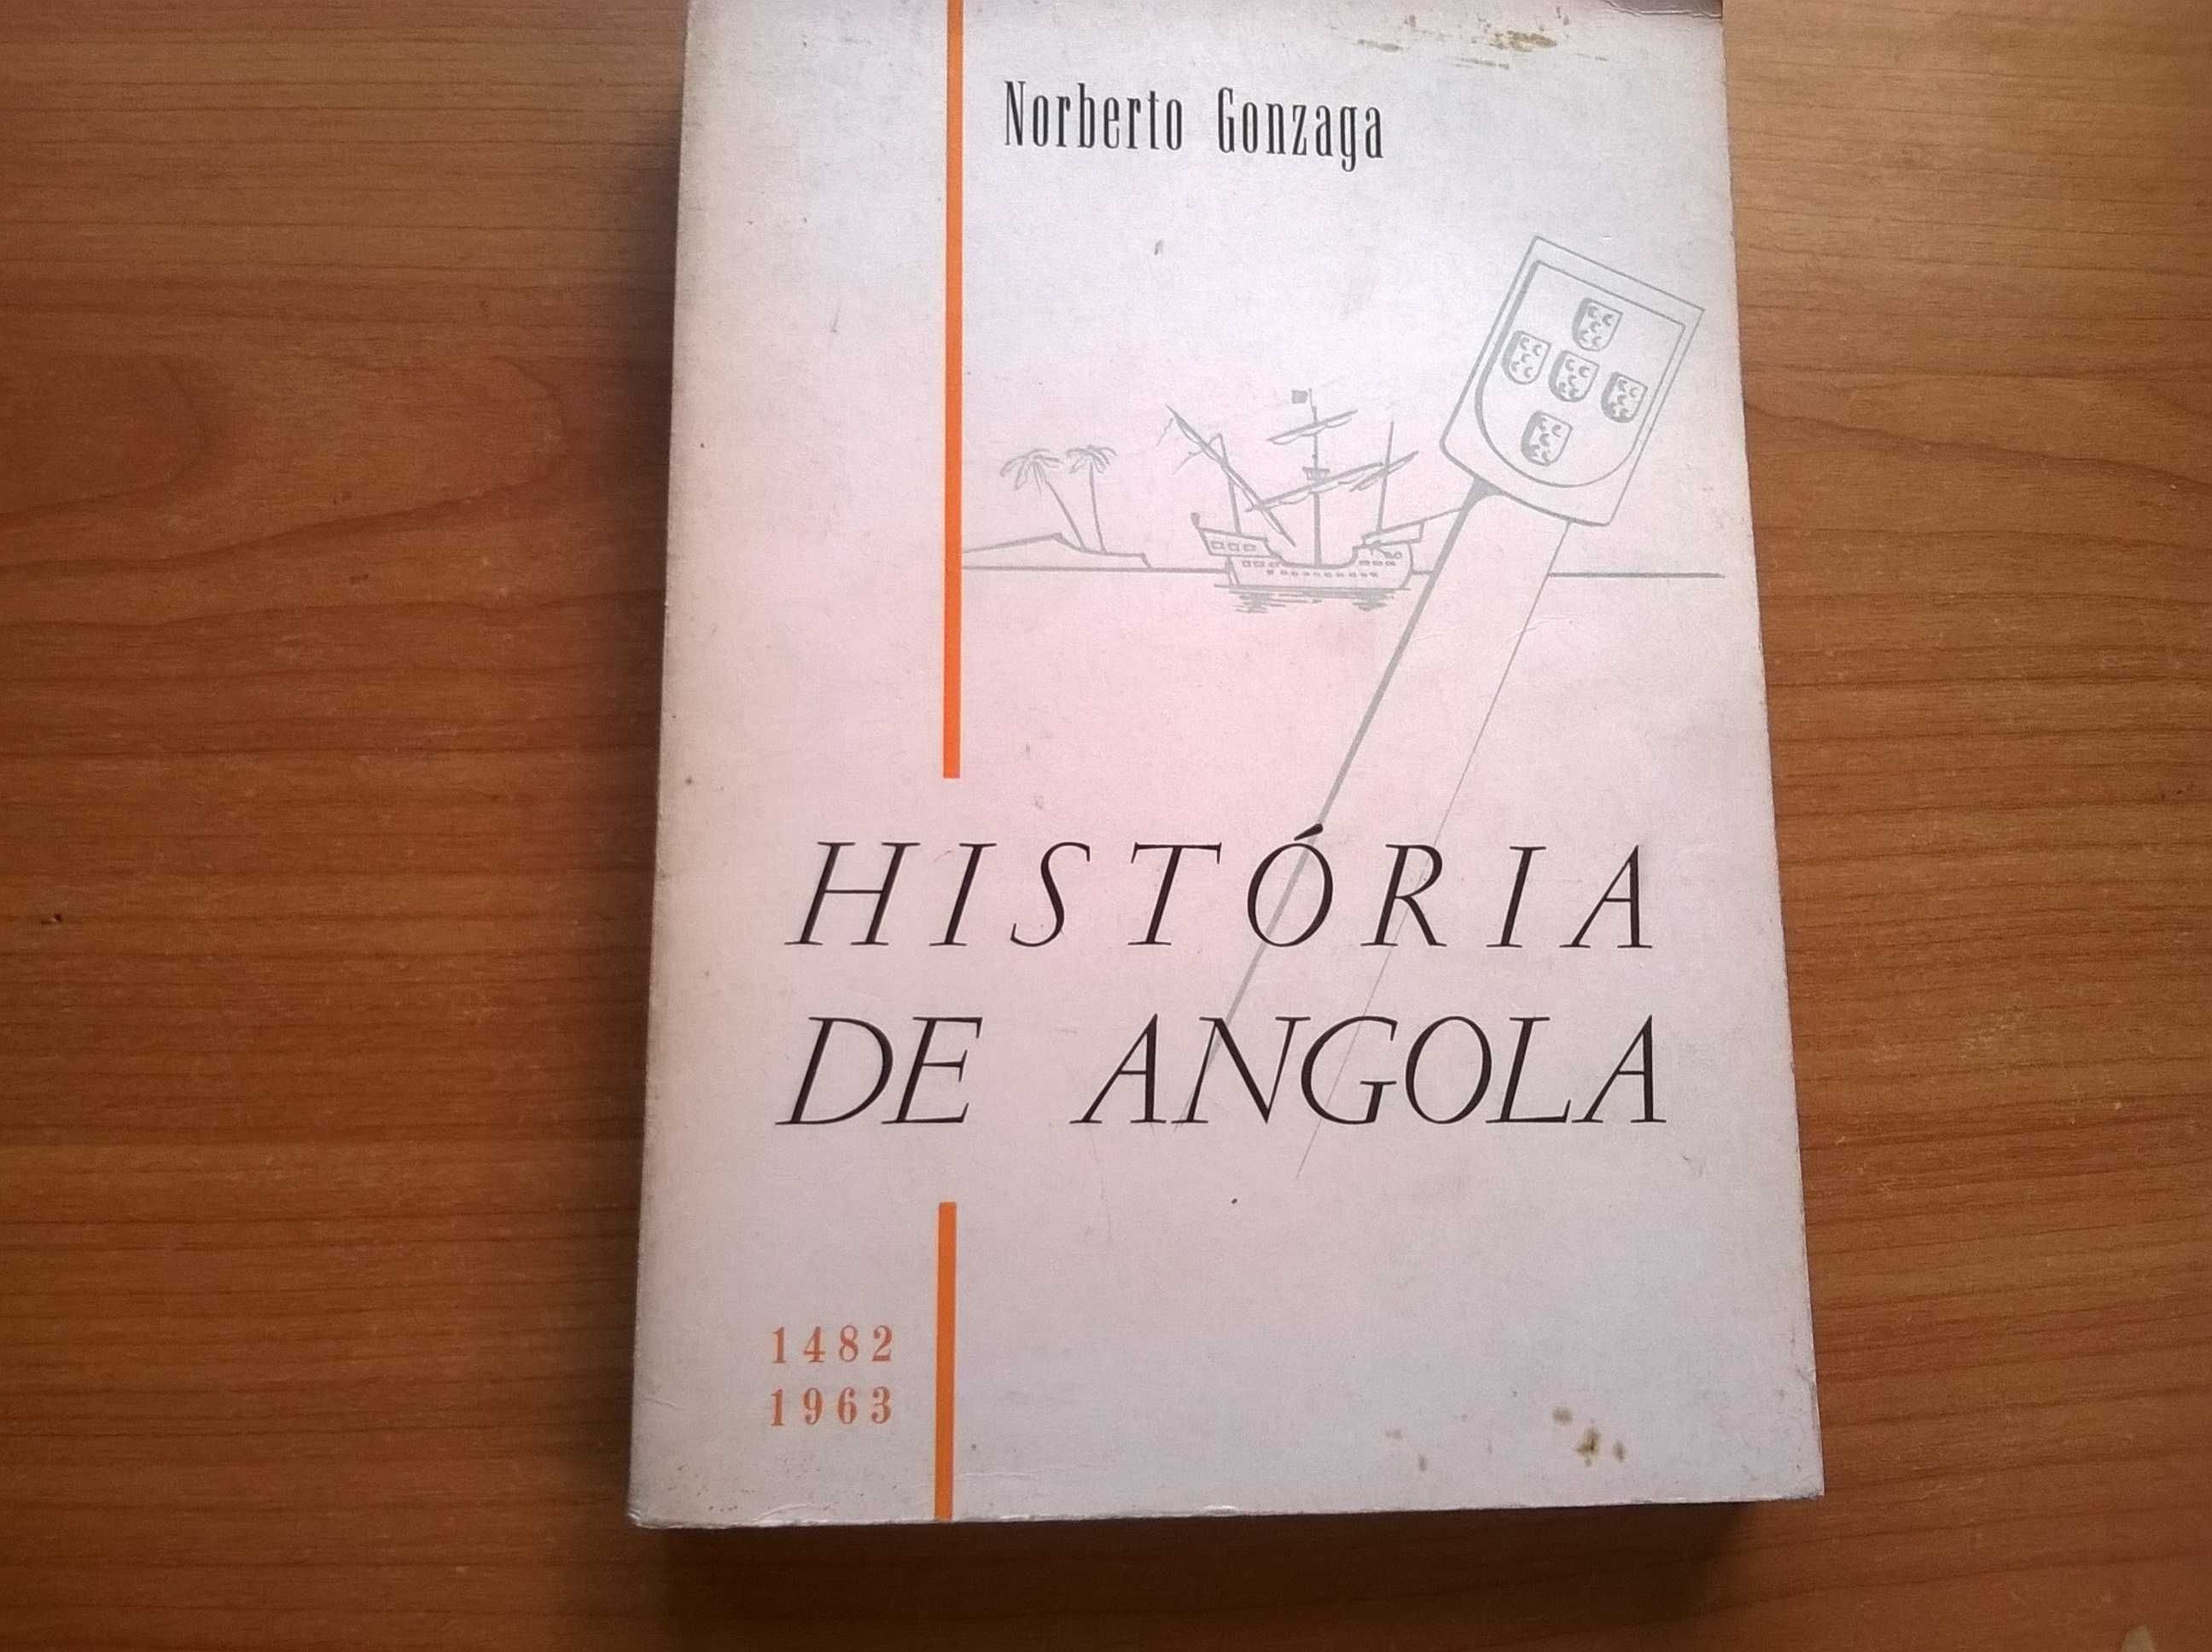 Norberto Gonzaga
HISTÓRIA
DE ANGOLA
1482
1963